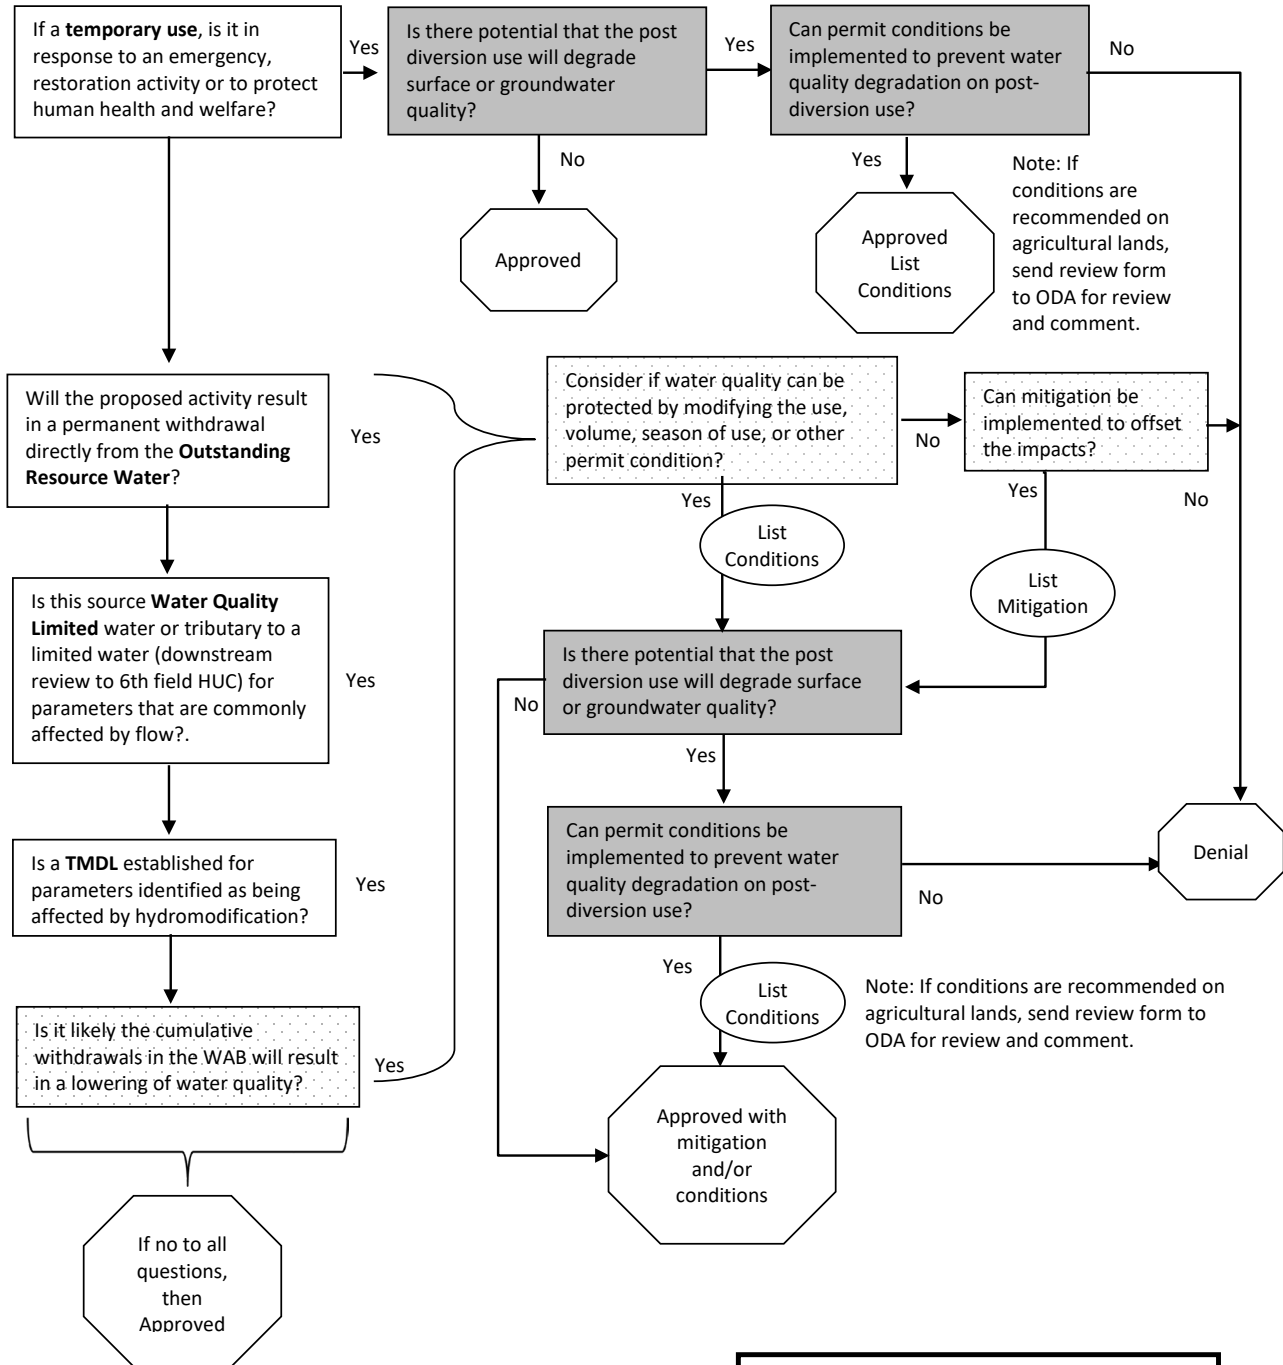 If a temporary use, is it in
response to an emergency,
restoration activity or to protect
human health and welfare?
Yes
Is there potential that the post
diversion use will degrade
surface or groundwater
quality?
Yes
Can permit conditions be
implemented to prevent water
quality degradation on post-
diversion use?
No
No
Approved
Yes
Approved
List
Conditions
Note: If
conditions are
recommended on
agricultural lands,
send review form
to ODA for review
and comment.
Will the proposed activity result
in a permanent withdrawal
directly from the Outstanding
Resource Water?
Yes
Consider if water quality can be
protected by modifying the use,
volume, season of use, or other
permit condition?
No
Can mitigation be
implemented to offset
the impacts?
No
Yes
List
Conditions
Yes
List
Mitigation
Is this source Water Quality
Limited water or tributary to a
limited water (downstream
review to 6th field HUC) for
parameters that are commonly
affected by flow?.
Yes
Is there potential that the post
diversion use will degrade surface
or groundwater quality?
No
Yes
Is a TMDL established for
parameters identified as being
affected by hydromodification?
Yes
Can permit conditions be
implemented to prevent water
quality degradation on post-
diversion use?
No
Denial
Yes
List
Conditions
Note: If conditions are recommended on
agricultural lands, send review form to
ODA for review and comment.
Is it likely the cumulative
withdrawals in the WAB will result
in a lowering of water quality?
Yes
Approved with
mitigation
and/or
conditions
If no to all
questions,
then
Approved